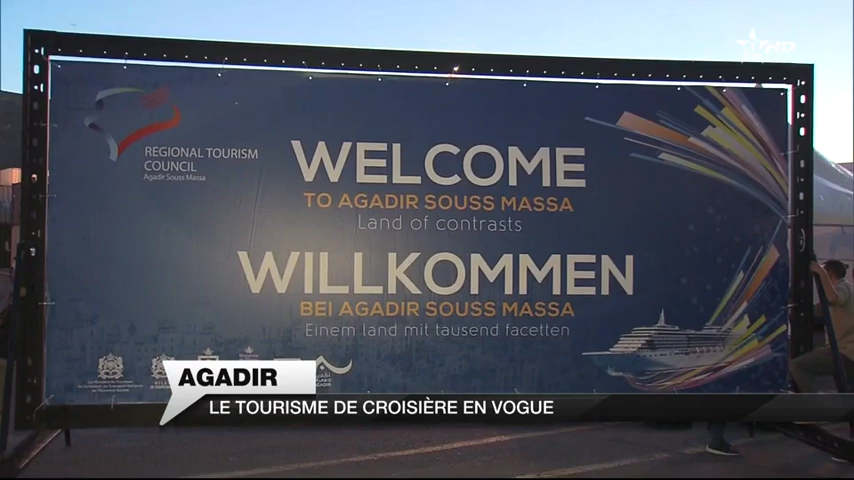 HD
REGIONAL TOURISM
COUNCIL
Agadir Souss Massa
WELCOME
TO AGADIR SOUSS MASSA
Land of contrasts
WILLKOMMEN
BEI AGADIR SOUSS MASSA
Einem land mit tausend facetten
AGADIR
LE TOURISME DE CROISIÈRE EN VOGUE